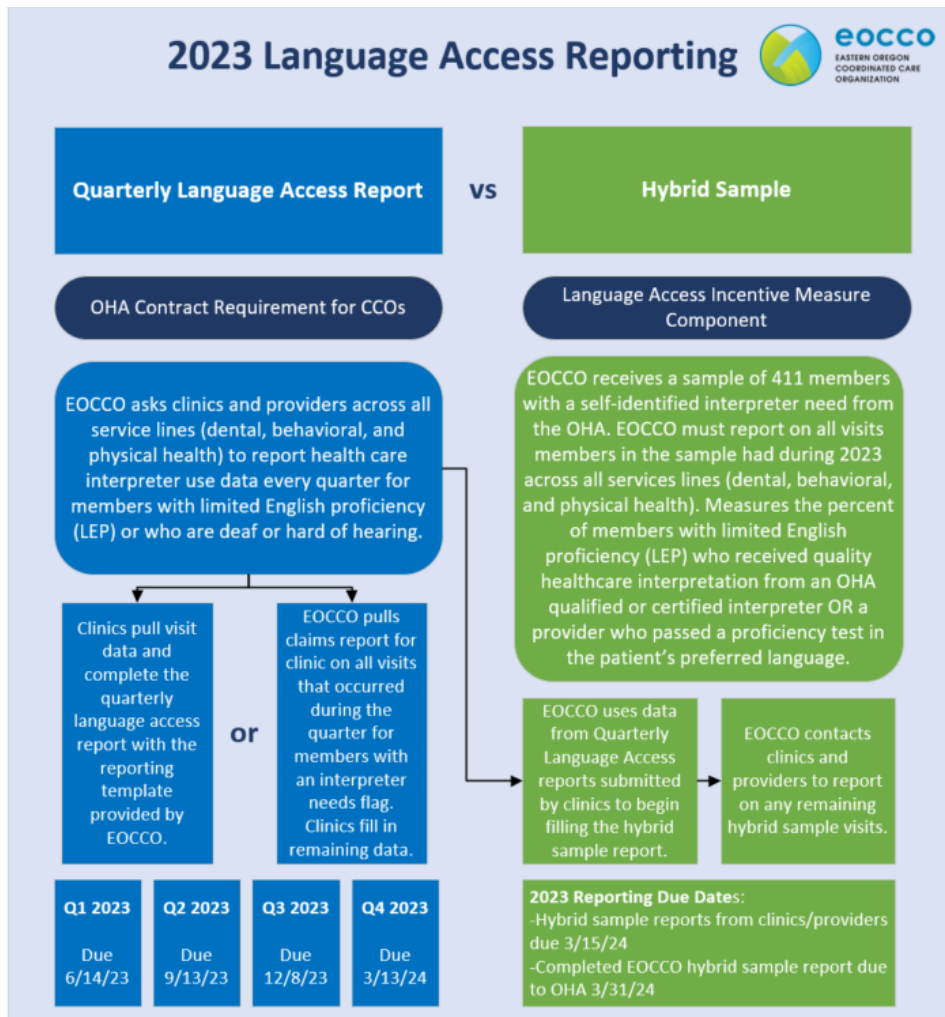 2023 Language Access Reporting
eocco
EASTERN OREGON
COORDINATED CARE
ORGANIZATION
Quarterly Language Access Report
vs
Hybrid Sample
OHA Contract Requirement for CCOs
Language Access Incentive Measure
Component
EOCCO asks clinics and providers across all
service lines (dental, behavioral, and
physical health) to report health care
interpreter use data every quarter for
members with limited English proficiency
(LEP) or who are deaf or hard of hearing.
EOCCO receives a sample of 411 members
with a self-identified interpreter need from
the OHA. EOCCO must report on all visits
members in the sample had during 2023
across all services lines (dental, behavioral,
and physical health). Measures the percent
of members with limited English
proficiency (LEP) who received quality
healthcare interpretation from an OHA
qualified or certified interpreter OR a
provider who passed a proficiency test in
the patient's preferred language.
Clinics pull visit
data and
complete the
quarterly
language access
report with the
reporting
template
provided by
EOCCO.
or
EOCCO pulls
claims report for
clinic on all visits
that occurred
during the
quarter for
members with
an interpreter
needs flag.
Clinics fill in
remaining data.
EOCCO uses data
from Quarterly
Language Access
reports submitted
by clinics to begin
filling the hybrid
sample report.
EOCCO contacts
clinics and
providers to report
on any remaining
hybrid sample visits.
Q1 2023
Due
6/14/23
Q2 2023
Due
9/13/23
Q3 2023
Due
12/8/23
Q4 2023
Due
3/13/24
2023 Reporting Due Dates:
-Hybrid sample reports from clinics/providers
due 3/15/24
-Completed EOCCO hybrid sample report due
to OHA 3/31/24